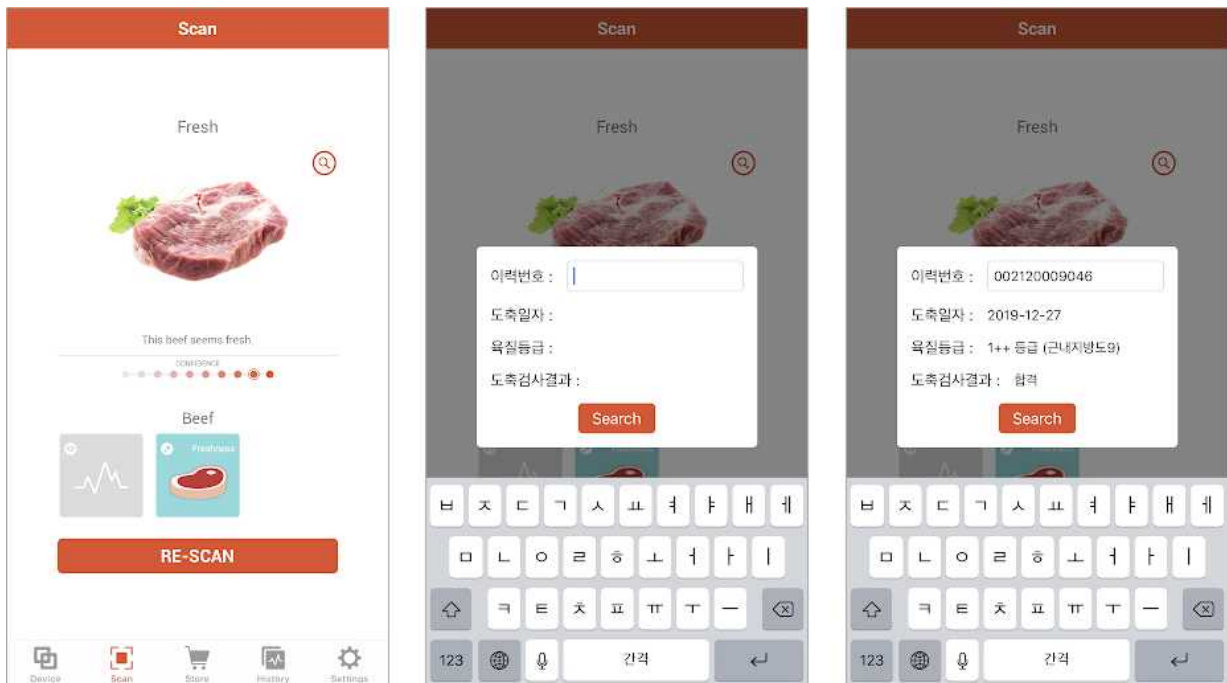 Scan
Fresh
This beef seems fresh.
CONFIDENCE
Beef
Freshness
RE-SCAN
Device
Scan
Store
History
Settings
Scan
Fresh
이력번호 :
도축일자 :
육질등급 :
도축검사결과 :
Search
ㅂ ㅈ ㄷ ㄱ ㅅ ㅛ ㅕ ㅑ ㅐ ㅔ
ㅁ ㄴ ㅇ ㄹ ㅎ ㅗ ㅓ ㅏ ㅣ
ㅋ ㅌ ㅊ ㅍ ㅠ ㅜ ㅡ
123 간격
Scan
Fresh
이력번호 : 002120009046
도축일자 : 2019-12-27
육질등급 : 1++ 등급 (근내지방도9)
도축검사결과 : 합격
Search
ㅂ ㅈ ㄷ ㄱ ㅅ ㅛ ㅕ ㅑ ㅐ ㅔ
ㅁ ㄴ ㅇ ㄹ ㅎ ㅗ ㅓ ㅏ ㅣ
ㅋ ㅌ ㅊ ㅍ ㅠ ㅜ ㅡ
123 간격